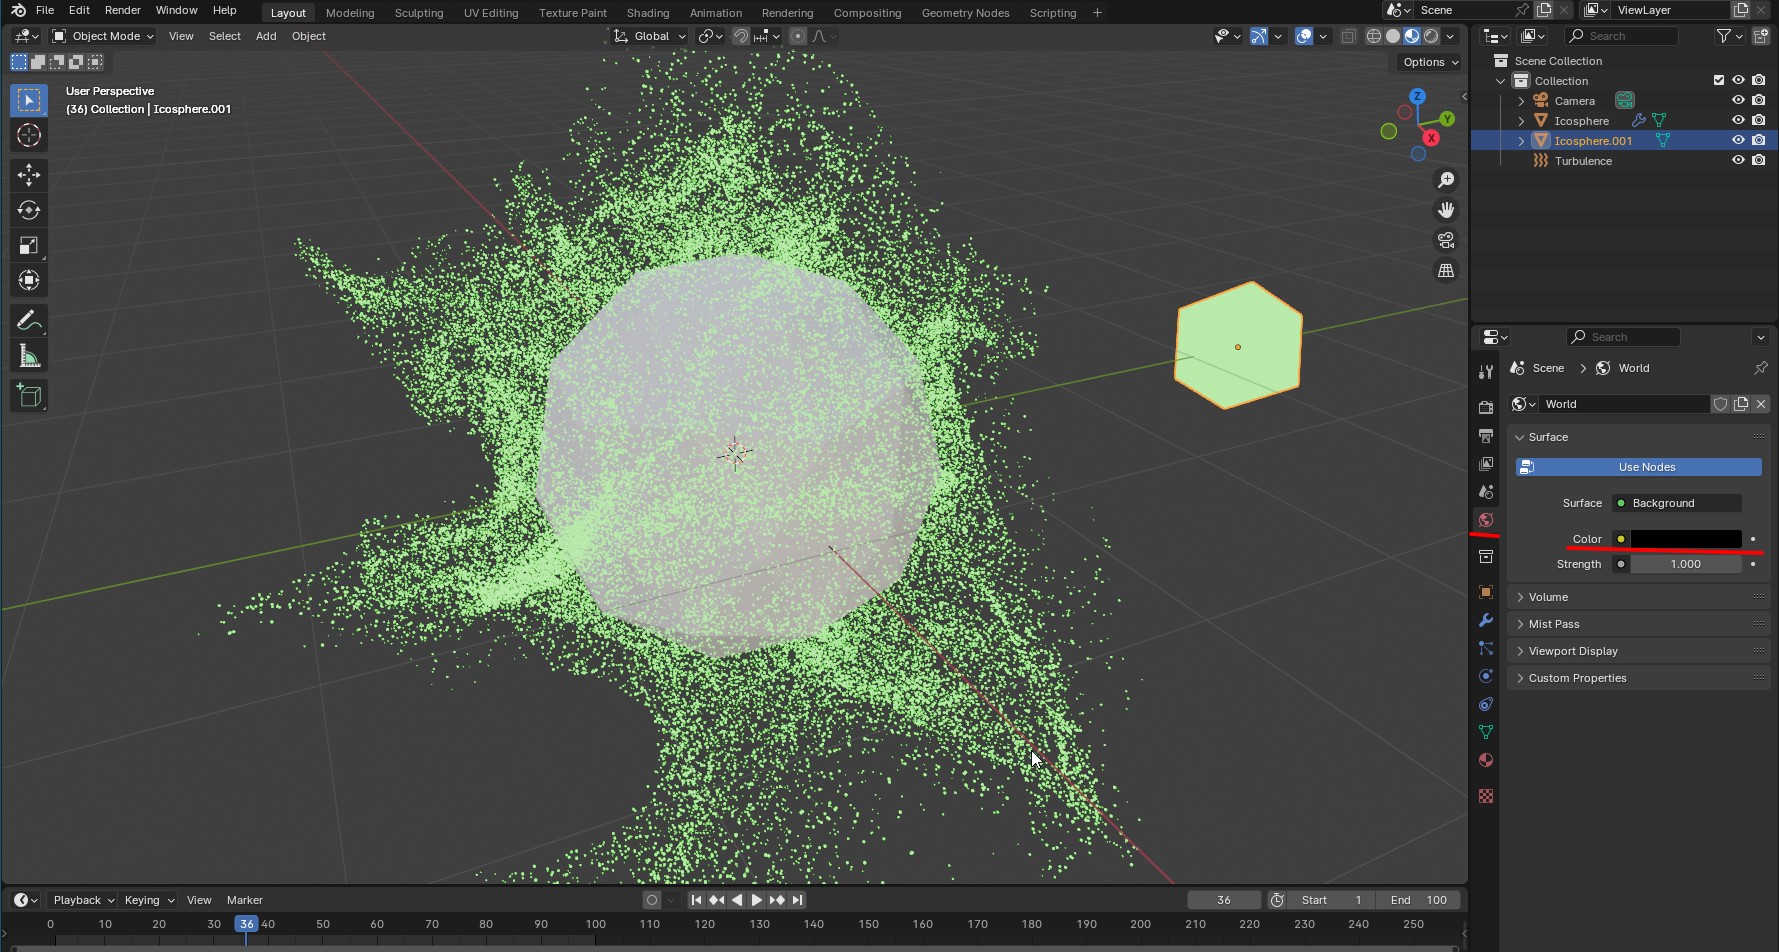 File Edit Render Window Help Layout Modeling Sculpting UV Editing Texture Paint Shading Animation Rendering Compositing Geometry Nodes Scripting + Scene ViewLayer
Object Mode View Select Add Object Global Search
Options
User Perspective
(36) Collection | Icosphere.001
Z
Y
X
Scene Collection
Collection
Camera
Icosphere
Icosphere.001
Turbulence
Search
Scene > World
World
Surface
Use Nodes
Surface Background
Color
Strength 1.000
Volume
Mist Pass
Viewport Display
Custom Properties
Playback Keying View Marker 36 Start 1 End 100
0 10 20 30 36 40 50 60 70 80 90 100 110 120 130 140 150 160 170 180 190 200 210 220 230 240 250